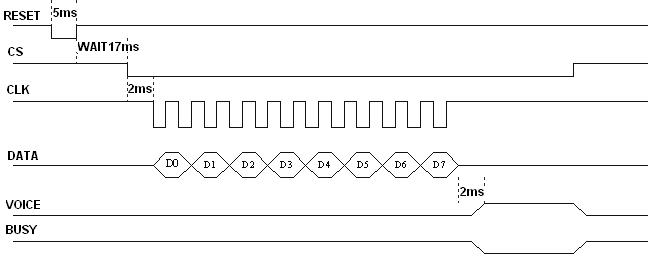 RESET 5ms
WAIT17ms
CS
CLK 2ms
DATA D0 D1 D2 D3 D4 D5 D6 D7
2ms
VOICE
BUSY